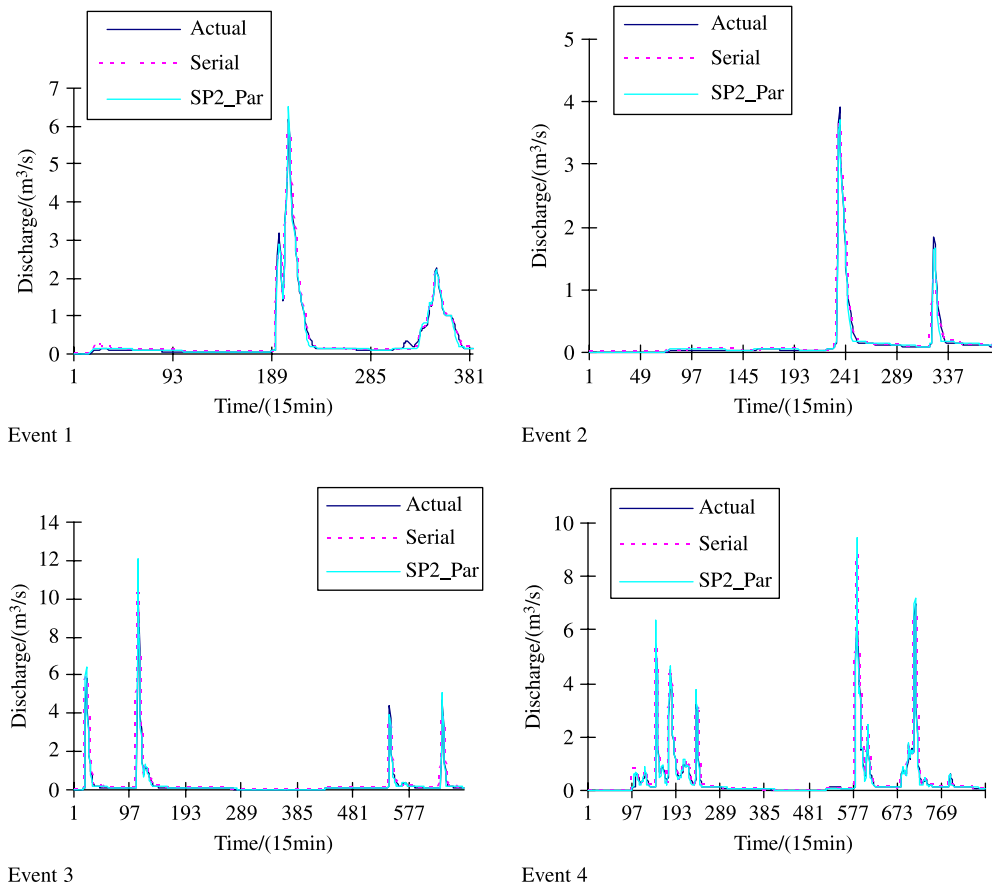 Actual
Serial
SP2_Par
7
6
5
4
3
2
1
0
Discharge/(m³/s)
1 93 189 285 381
Time/(15min)
Event 1
Actual
Serial
SP2_Par
5
4
3
2
1
0
Discharge/(m³/s)
1 49 97 145 193 241 289 337
Time/(15min)
Event 2
Actual
Serial
SP2_Par
14
12
10
8
6
4
2
0
Discharge/(m³/s)
1 97 193 289 385 481 577
Time/(15min)
Event 3
Actual
Serial
SP2_Par
10
8
6
4
2
0
Discharge/(m³/s)
1 97 193 289 385 481 577 673 769
Time/(15min)
Event 4